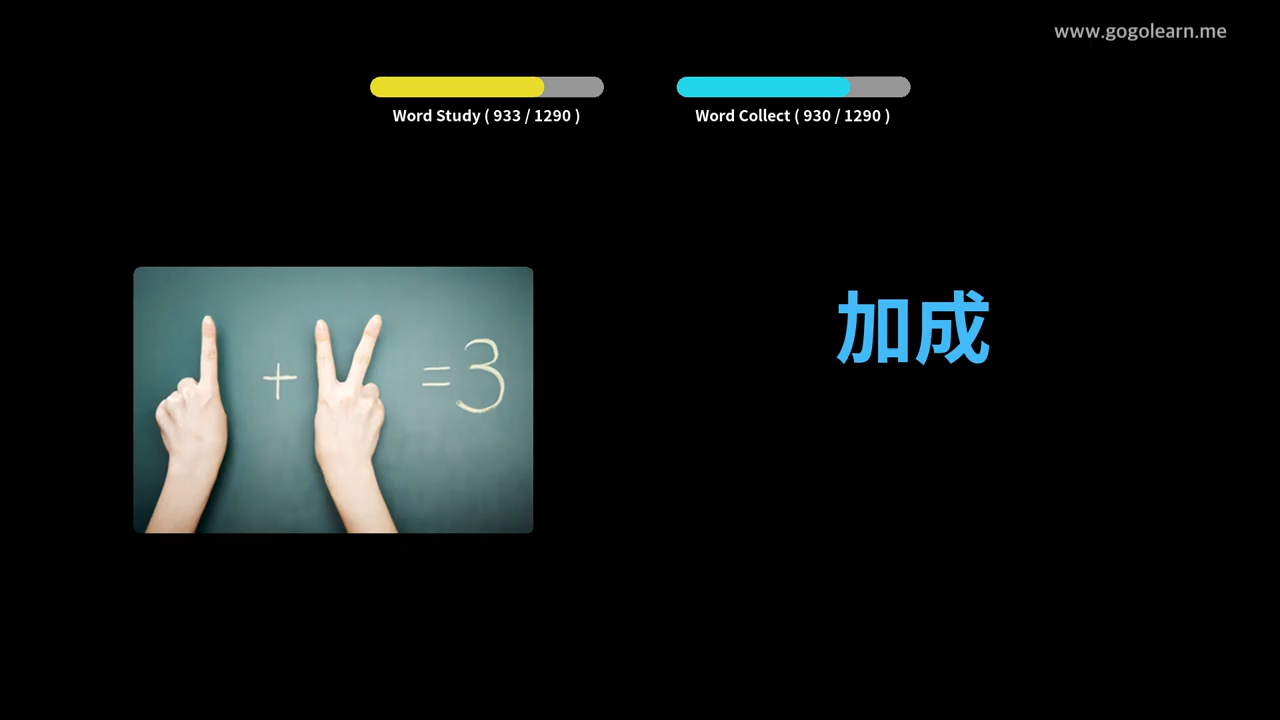 www.gogolearn.me
Word Study ( 933 / 1290 )
Word Collect ( 930 / 1290 )
+ = 3
加成